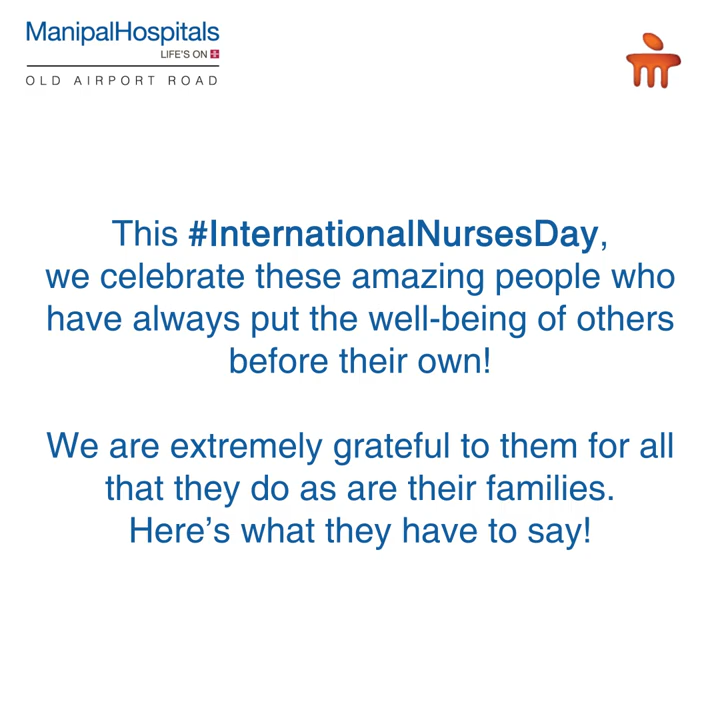 ManipalHospitals
LIFE'S ON
OLD AIRPORT ROAD
This #InternationalNursesDay,
we celebrate these amazing people who
have always put the well-being of others
before their own!
We are extremely grateful to them for all
that they do as are their families.
Here’s what they have to say!